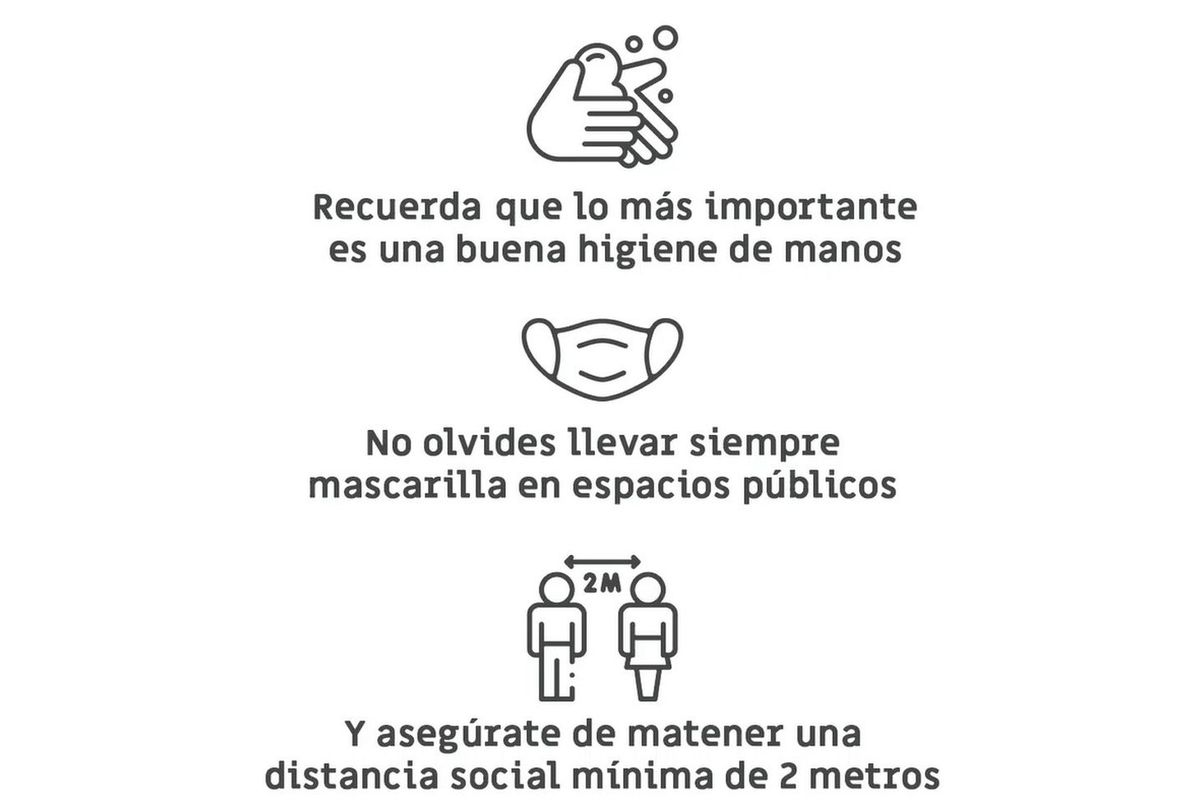 Recuerda que lo más importante
es una buena higiene de manos
No olvides llevar siempre
mascarilla en espacios públicos
2M
Y asegúrate de matener una
distancia social mínima de 2 metros